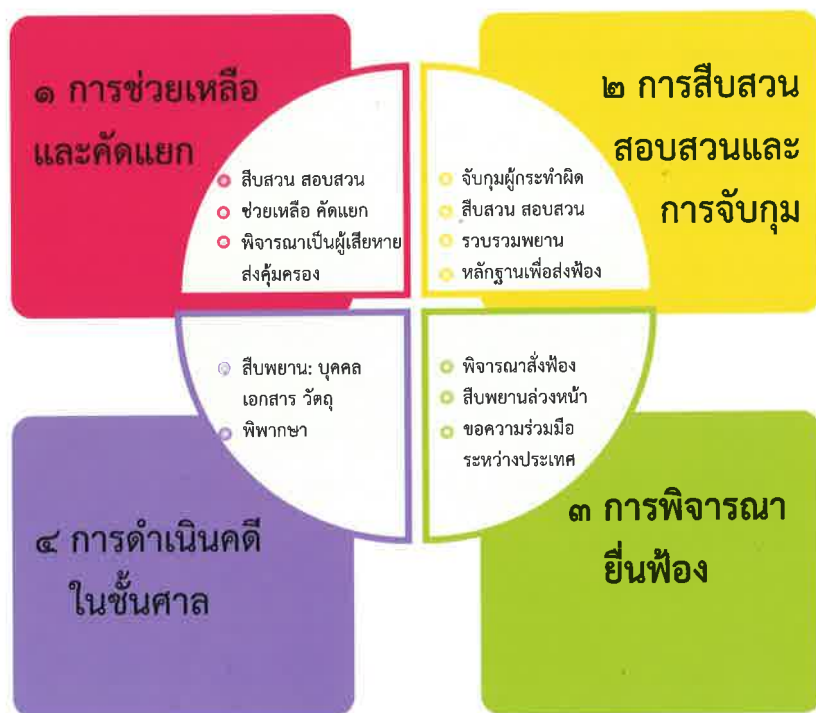 ๑ การช่วยเหลือ
และคัดแยก
สืบสวน สอบสวน
ช่วยเหลือ คัดแยก
พิจารณาเป็นผู้เสียหาย
ส่งคุ้มครอง
๒ การสืบสวน
สอบสวนและ
การจับกุม
จับกุมผู้กระทำผิด
สืบสวน สอบสวน
รวบรวมพยาน
หลักฐานเพื่อส่งฟ้อง
พิจารณาสั่งฟ้อง
สืบพยานล่วงหน้า
ขอความร่วมมือ
ระหว่างประเทศ
๓ การพิจารณา
ยื่นฟ้อง
สืบพยาน: บุคคล
เอกสาร วัตถุ
พิพากษา
๔ การดำเนินคดี
ในชั้นศาล